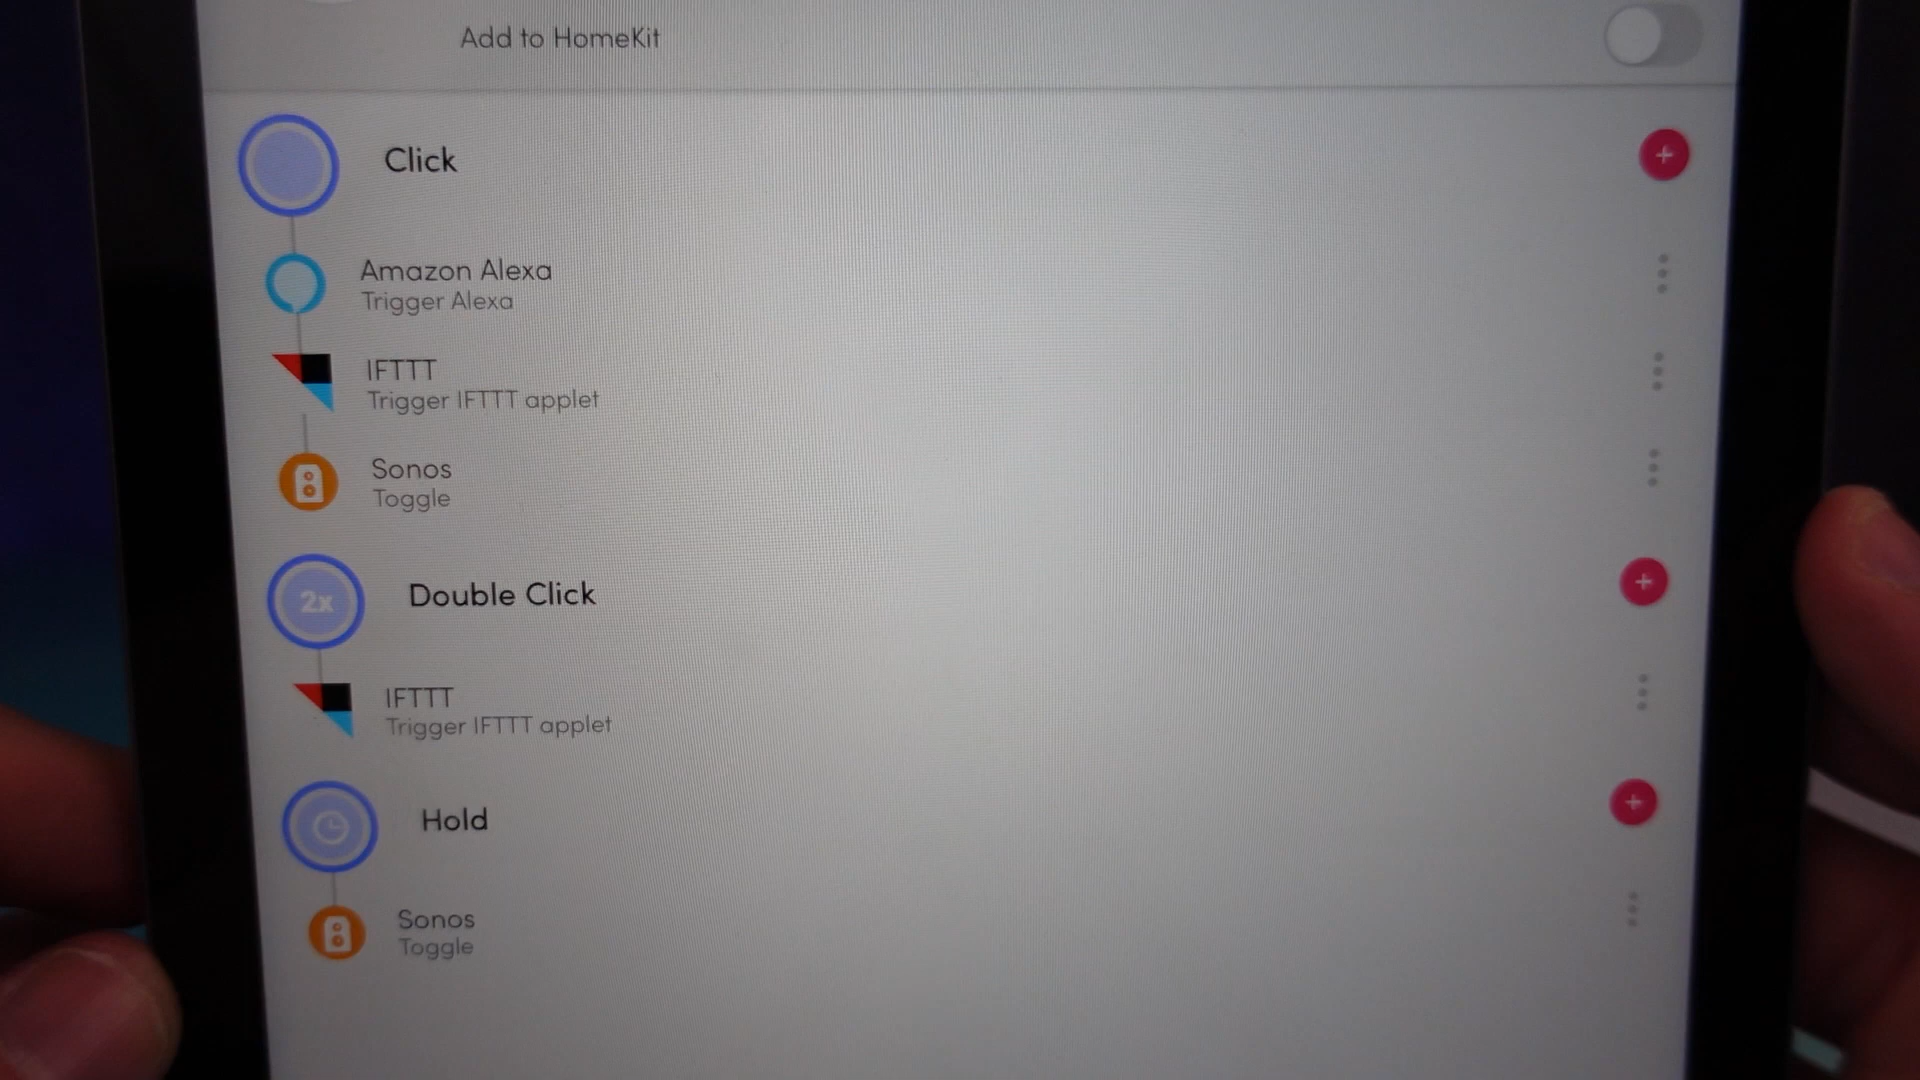 Add to HomeKit
Click
Amazon Alexa
Trigger Alexa
IFTTT
Trigger IFTTT applet
Sonos
Toggle
2x
Double Click
IFTTT
Trigger IFTTT applet
Hold
Sonos
Toggle